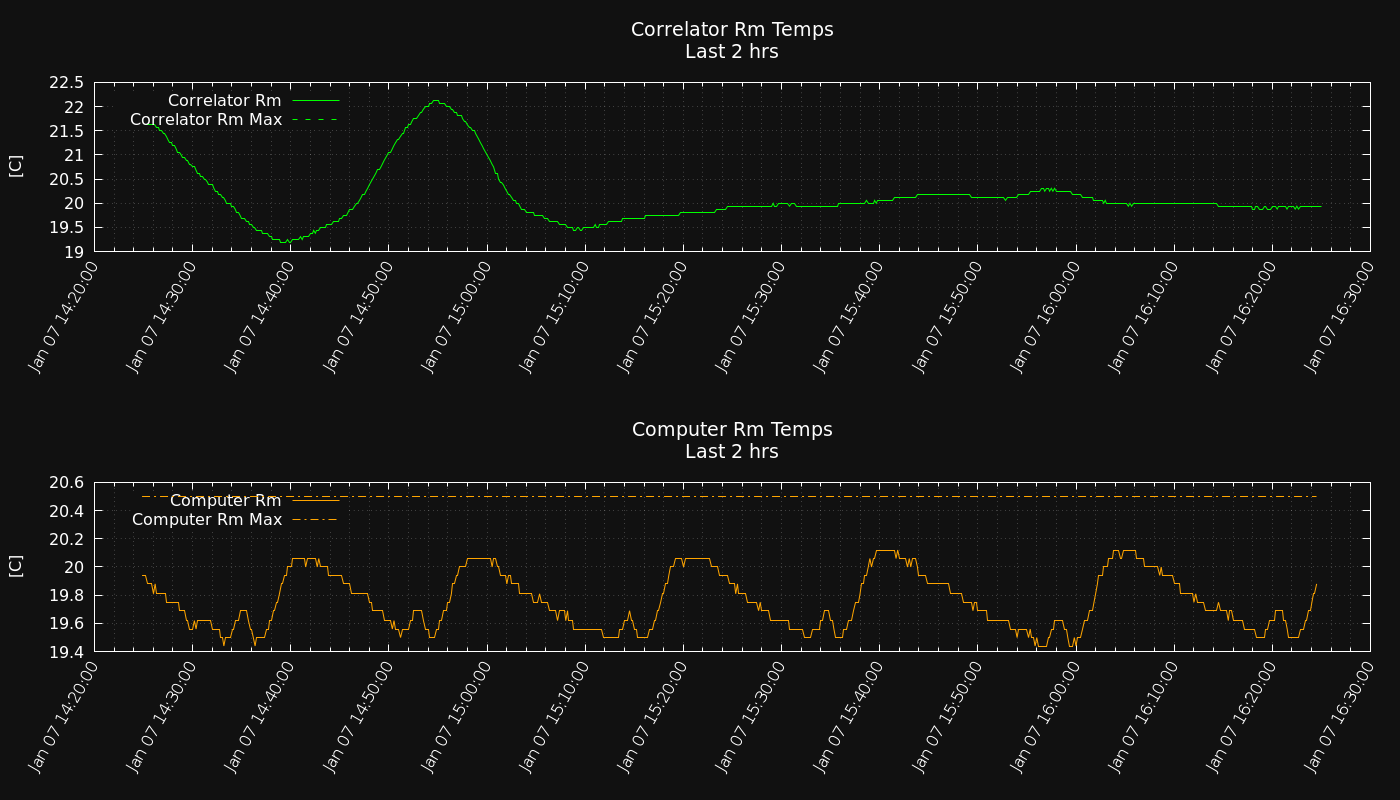 Correlator Rm Temps
Last 2 hrs
22.5
22
21.5
21
20.5
20
19.5
19
[C]
Correlator Rm
Correlator Rm Max
Jan 07 14:20:00
Jan 07 14:30:00
Jan 07 14:40:00
Jan 07 14:50:00
Jan 07 15:00:00
Jan 07 15:10:00
Jan 07 15:20:00
Jan 07 15:30:00
Jan 07 15:40:00
Jan 07 15:50:00
Jan 07 16:00:00
Jan 07 16:10:00
Jan 07 16:20:00
Jan 07 16:30:00
Computer Rm Temps
Last 2 hrs
20.6
20.4
20.2
20
19.8
19.6
19.4
[C]
Computer Rm
Computer Rm Max
Jan 07 14:20:00
Jan 07 14:30:00
Jan 07 14:40:00
Jan 07 14:50:00
Jan 07 15:00:00
Jan 07 15:10:00
Jan 07 15:20:00
Jan 07 15:30:00
Jan 07 15:40:00
Jan 07 15:50:00
Jan 07 16:00:00
Jan 07 16:10:00
Jan 07 16:20:00
Jan 07 16:30:00